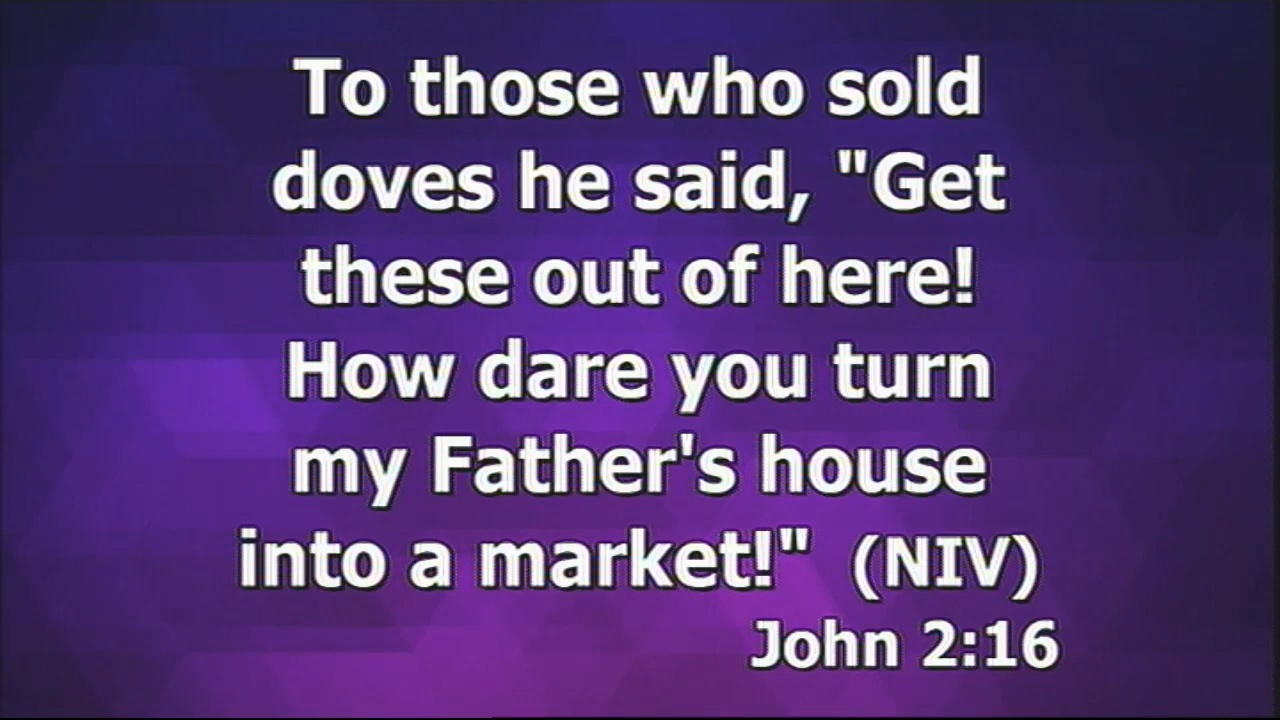 To those who sold
doves he said, "Get
these out of here!
How dare you turn
my Father's house
into a market!" (NIV)
John 2:16